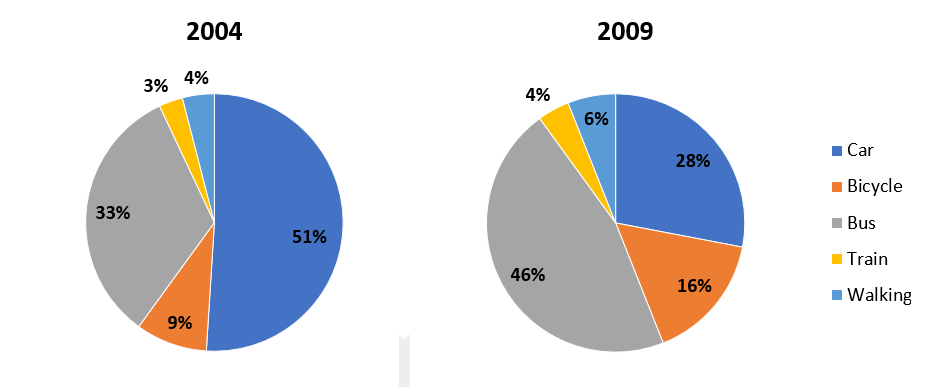 2004
3%
4%
33%
51%
9%
2009
4%
6%
28%
46%
16%
Car
Bicycle
Bus
Train
Walking